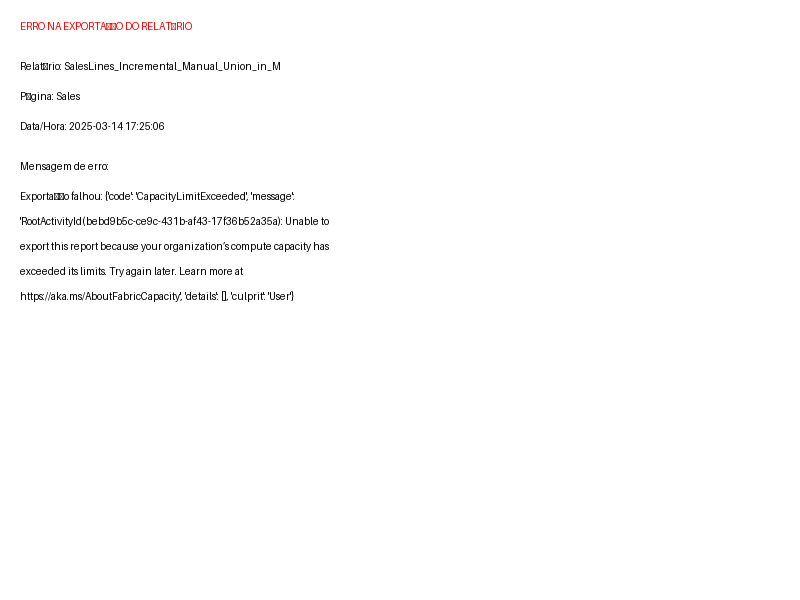 ERRO NA EXPORTA▯▯O DO RELAT▯RIO
Relat▯rio: SalesLines_Incremental_Manual_Union_in_M
P▯gina: Sales
Data/Hora: 2025-03-14 17:25:06
Mensagem de erro:
Exporta▯▯o falhou: {'code': 'CapacityLimitExceeded', 'message':
'RootActivityId(bebd9b5c-ce9c-431b-af43-17f36b52a35a): Unable to
export this report because your organization’s compute capacity has
exceeded its limits. Try again later. Learn more at
https://aka.ms/AboutFabricCapacity', 'details': [], 'culprit': 'User'}